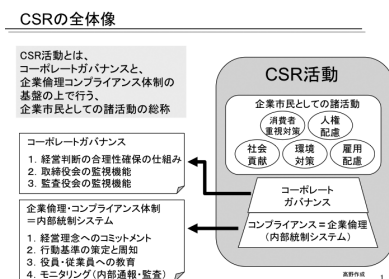 CSRの全体像
CSR活動とは、
コーポレートガバナンスと、
企業倫理コンプライアンス体制の
基盤の上で行う、
企業市民としての諸活動の総称
コーポレートガバナンス
1. 経営判断の合理性確保の仕組み
2. 取締役会の監視機能
3. 監査役会の監視機能
企業倫理・コンプライアンス体制
＝内部統制システム
1. 経営理念へのコミットメント
2. 行動基準の策定と周知
3. 役員・従業員への教育
4. モニタリング(内部通報・監査)
CSR活動
企業市民としての諸活動
消費者
重視対策
人権
配慮
社会
貢献
環境
対策
雇用
配慮
コーポレート
ガバナンス
コンプライアンス＝企業倫理
(内部統制システム)
高野作成
1